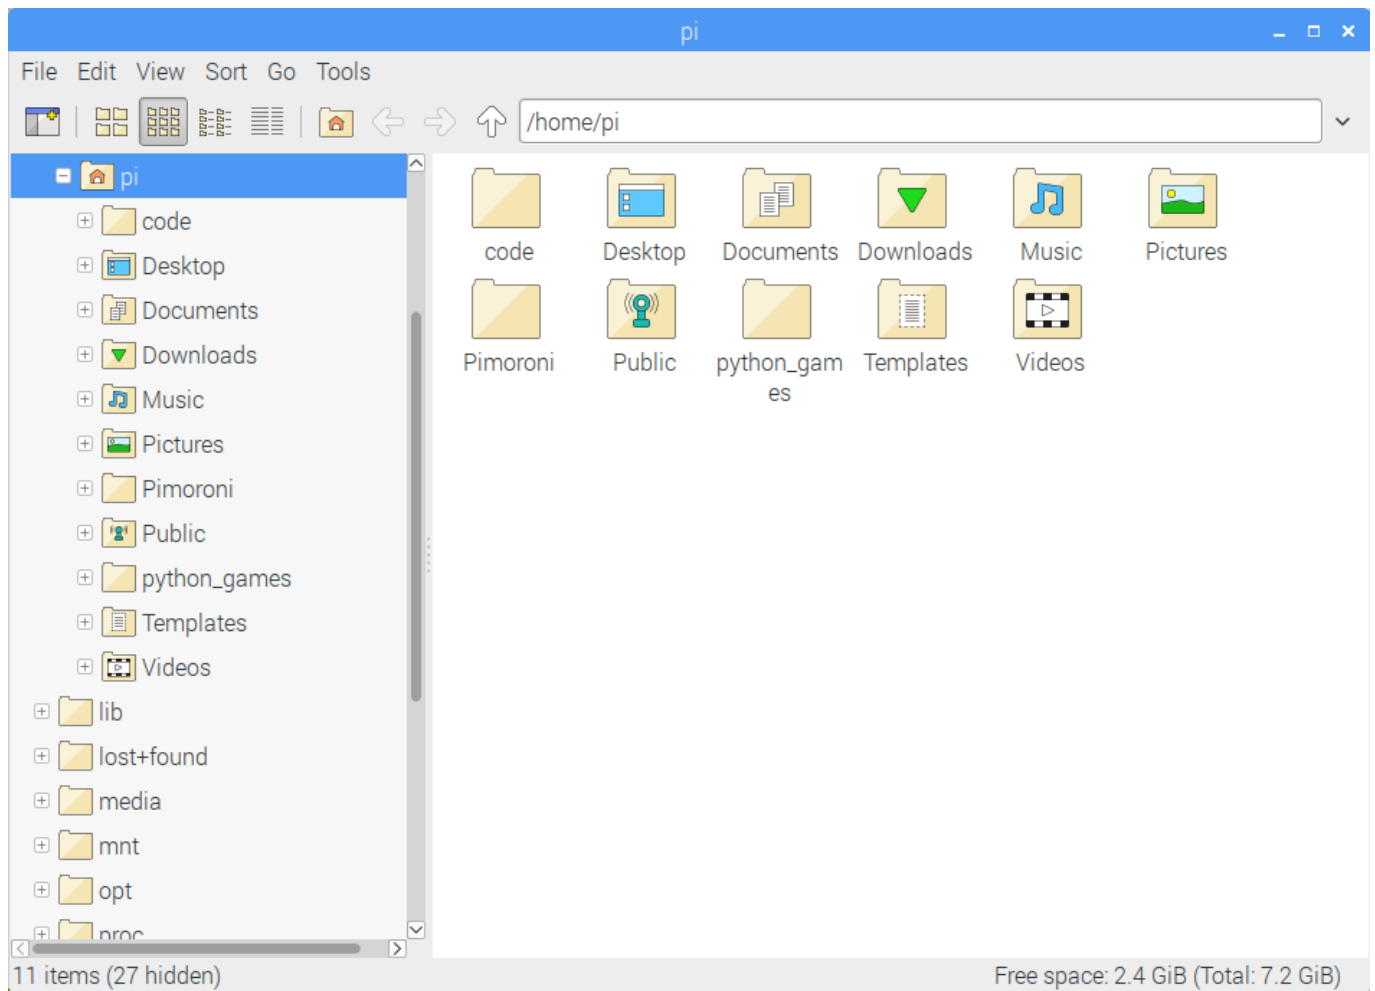 pi
File Edit View Sort Go Tools
/home/pi
pi
code
Desktop
Documents
Downloads
Music
Pictures
Pimoroni
Public
python_games
Templates
Videos
lib
lost+found
media
mnt
opt
proc
code Desktop Documents Downloads Music Pictures
Pimoroni Public python_gam Templates Videos
es
11 items (27 hidden) Free space: 2.4 GiB (Total: 7.2 GiB)